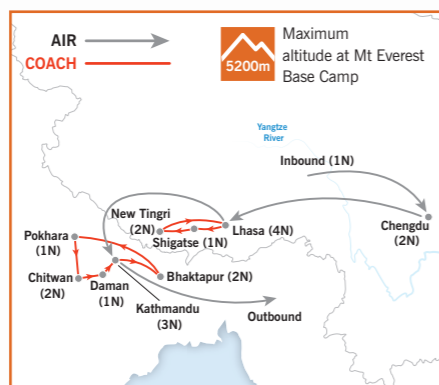 AIR
COACH
5200m
Maximum
altitude at Mt Everest
Base Camp
Yangtze
River
Inbound (1N)
New Tingri
(2N)
Lhasa (4N)
Chengdu
(2N)
Shigatse (1N)
Pokhara
(1N)
Chitwan
(2N)
Daman
(1N)
Bhaktapur (2N)
Kathmandu
(3N)
Outbound